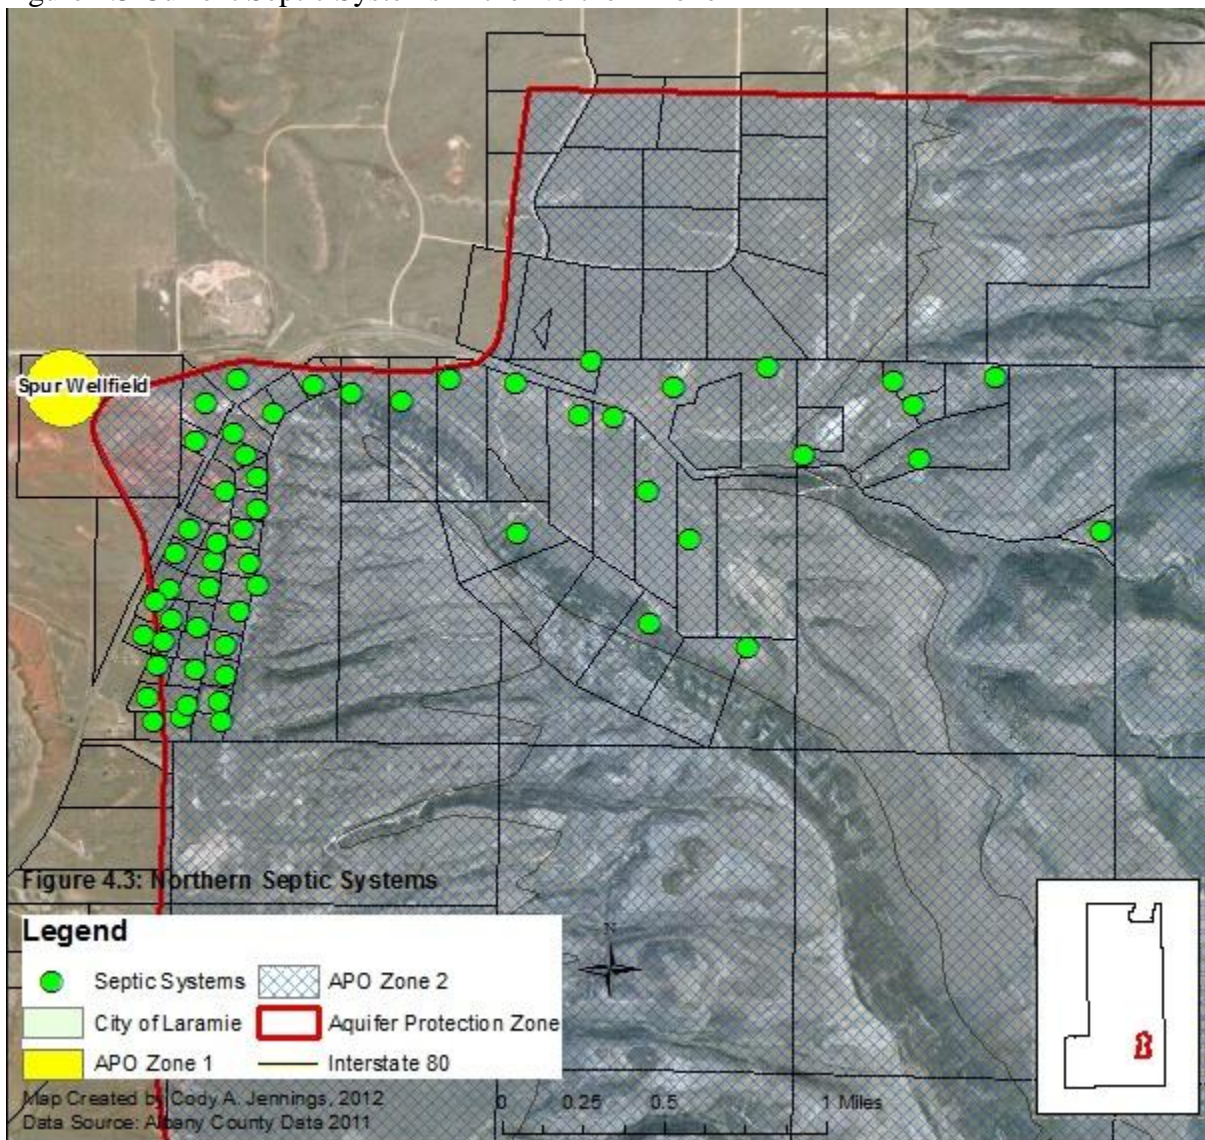 Spur Wellfield
Figure 4.3: Northern Septic Systems
Legend
Septic Systems
APO Zone 2
City of Laramie
Aquifer Protection Zone
APO Zone 1
Interstate 80
N
Map Created by Cody A. Jennings, 2012
Data Source: Albany County Data 2011
0 0.25 0.5 1 Miles